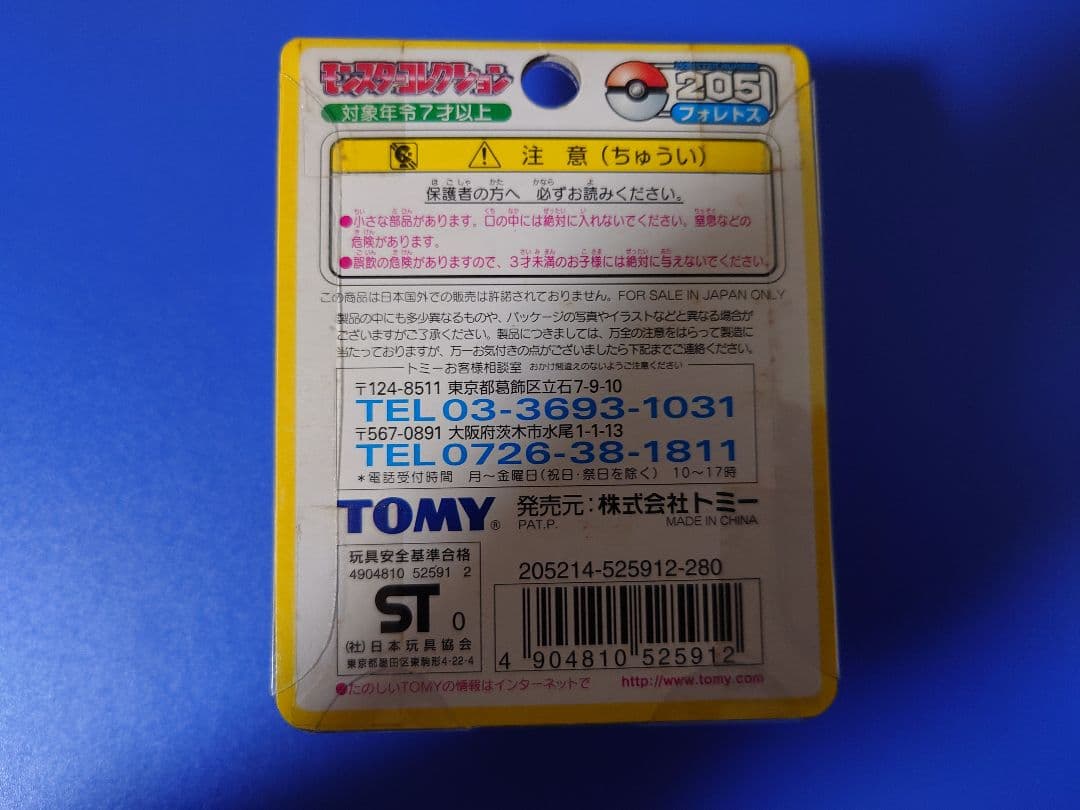 モンスターコレクション
対象年令7才以上
205
フォレトス
注意(ちゅうい)
保護者の方へ 必ずお読みください。
●小さな部品があります。口の中には絶対に入れないでください。窒息などの
危険があります。
●誤飲の危険がありますので、3才未満のお子様には絶対に与えないでください。
この商品は日本国外での販売は許諾されておりません。FOR SALE IN JAPAN ONLY
製品の中にも多少異なるものや、パッケージの写真やイラストなどと異なる場合が
ございますがご了承ください。製品につきましては、万全の注意をはらって製造に
当たっておりますが、万一お気付きの点がございましたら下記までご連絡ください。
トミーお客様相談室 おかけ間違えのないようご注意ください
〒124-8511 東京都葛飾区立石7-9-10
TEL 03-3693-1031
〒567-0891 大阪府茨木市水尾1-1-13
TEL 0726-38-1811
*電話受付時間 月~金曜日(祝日・祭日を除く) 10~17時
TOMY® 発売元:株式会社トミー
PAT.P. MADE IN CHINA
玩具安全基準合格
4904810 52591 2
ST 0
(社)日本玩具協会
東京都墨田区東駒形4-22-4
205214-525912-280
4 904810 525912
●たのしいTOMYの情報はインターネットで http://www.tomy.com